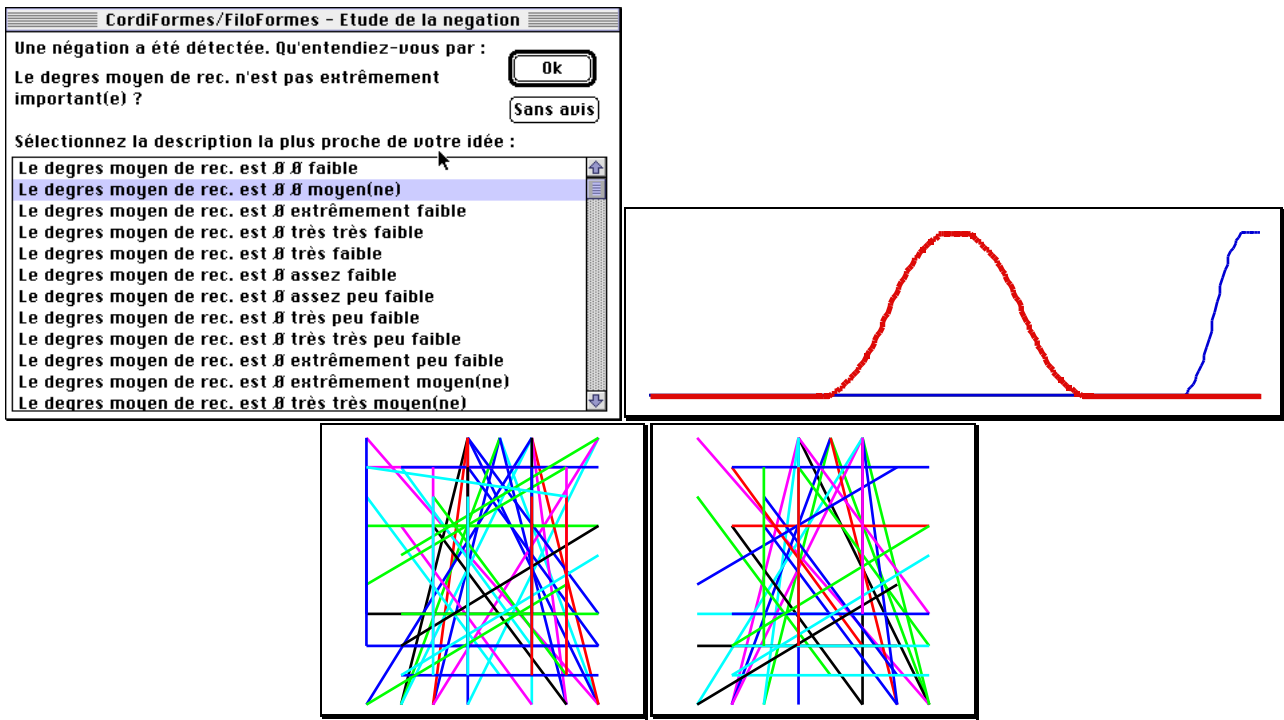 CordiFormes/FiloFormes - Etude de la negation
Une négation a été détectée. Qu'entendiez-vous par :
Le degres moyen de rec. n'est pas extrêmement
important(e) ?
Ok
Sans avis
Sélectionnez la description la plus proche de votre idée :
Le degres moyen de rec. est Ø Ø faible
Le degres moyen de rec. est Ø Ø moyen(ne)
Le degres moyen de rec. est Ø extrêmement faible
Le degres moyen de rec. est Ø très très faible
Le degres moyen de rec. est Ø très faible
Le degres moyen de rec. est Ø assez faible
Le degres moyen de rec. est Ø assez peu faible
Le degres moyen de rec. est Ø très peu faible
Le degres moyen de rec. est Ø très très peu faible
Le degres moyen de rec. est Ø extrêmement peu faible
Le degres moyen de rec. est Ø extrêmement moyen(ne)
Le degres moyen de rec. est Ø très très moyen(ne)